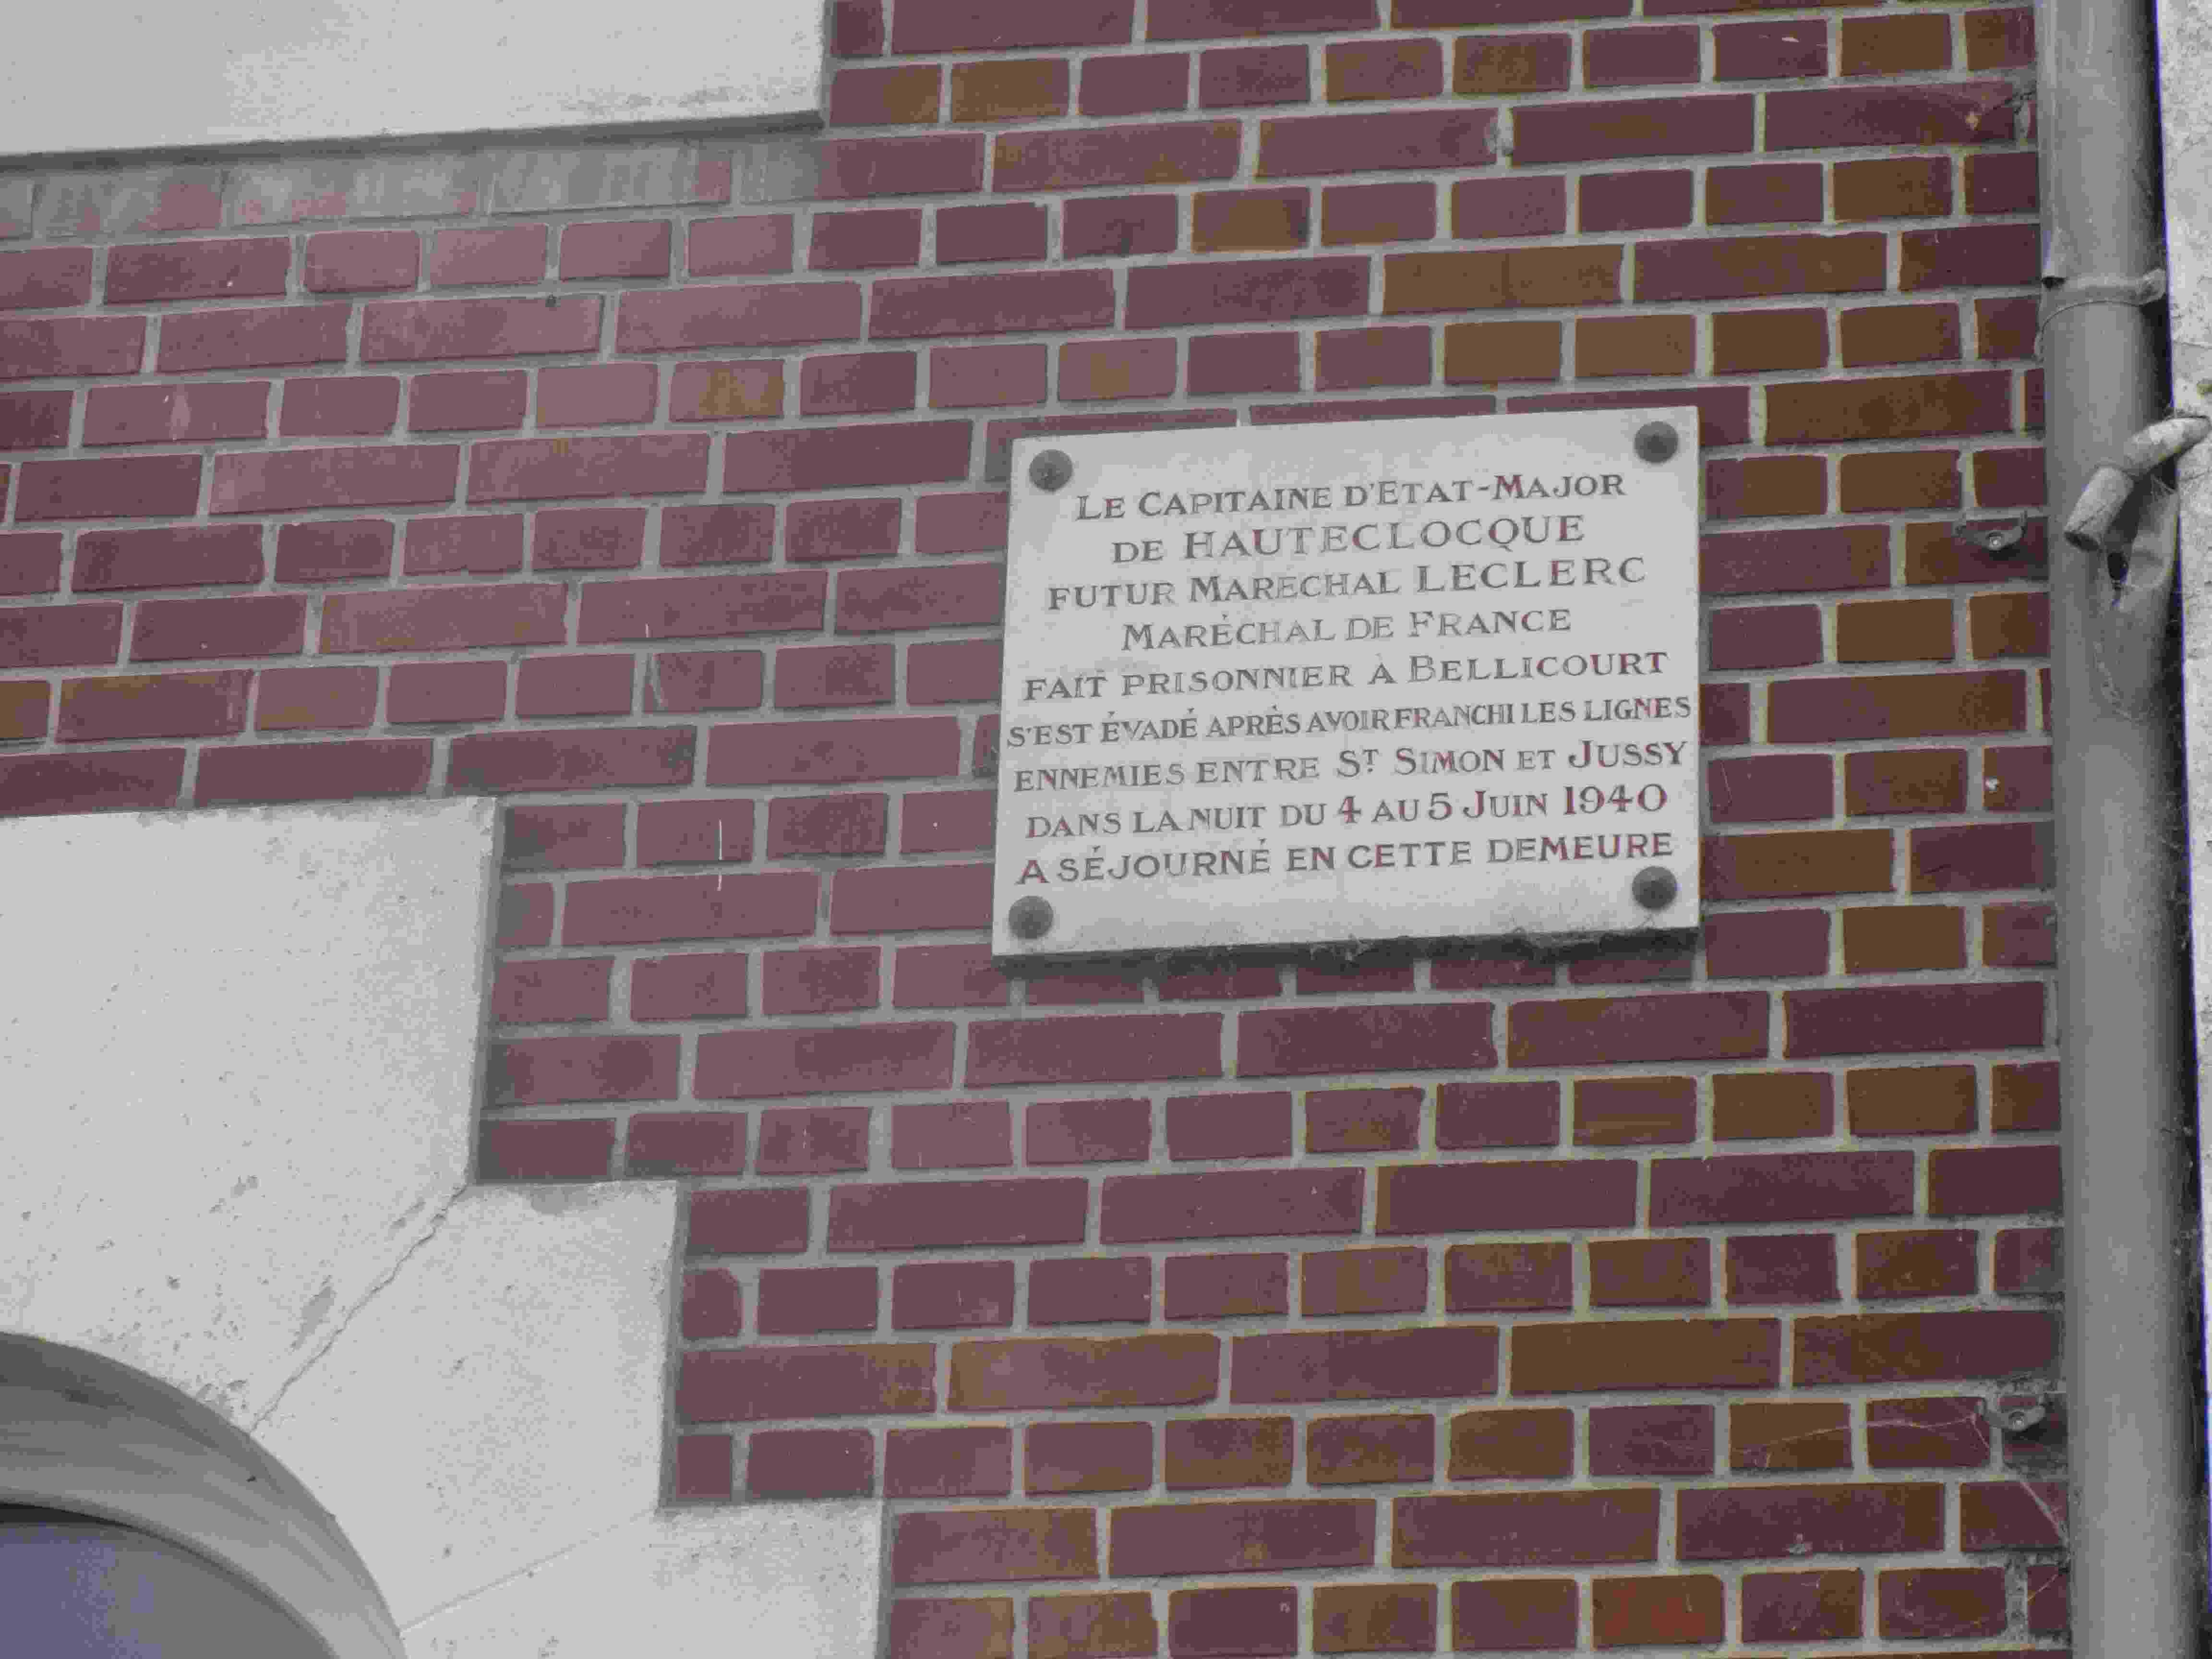 LE CAPITAINE D'ETAT-MAJOR
DE HAUTECLOCQUE
FUTUR MARECHAL LECLERC
MARÉCHAL DE FRANCE
FAIT PRISONNIER À BELLICOURT
S'EST ÉVADÉ APRÈS AVOIR FRANCHI LES LIGNES
ENNEMIES ENTRE ST SIMON ET JUSSY
DANS LA NUIT DU 4 AU 5 JUIN 1940
A SÉJOURNÉ EN CETTE DEMEURE